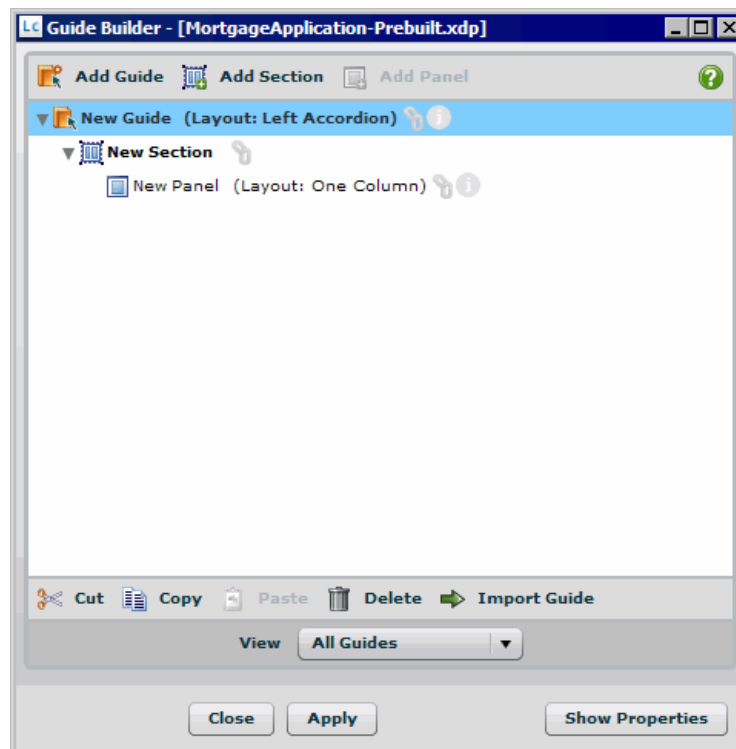 Lc Guide Builder - [MortgageApplication-Prebuilt.xdp]
Add Guide Add Section Add Panel ?
New Guide (Layout: Left Accordion) i
New Section
New Panel (Layout: One Column) i
Cut Copy Paste Delete Import Guide
View All Guides
Close Apply Show Properties